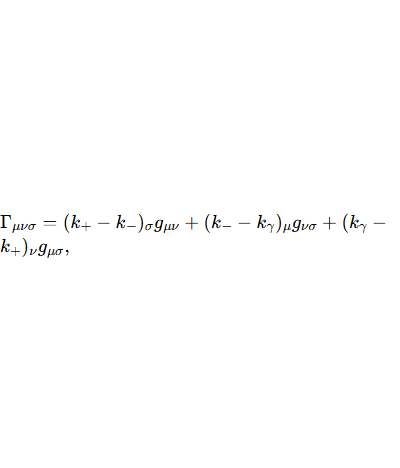 Γ_{μνσ} = (k_+ − k_−)_σ g_{μν} + (k_− − k_γ)_μ g_{νσ} + (k_γ −
k_+)_ν g_{μσ},